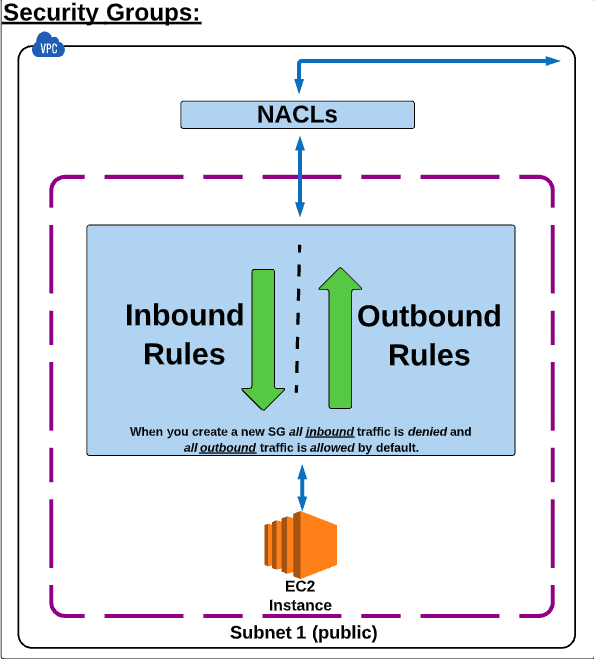 Security Groups:
VPC
NACLs
Inbound
Rules
Outbound
Rules
When you create a new SG all inbound traffic is denied and
all outbound traffic is allowed by default.
EC2
Instance
Subnet 1 (public)